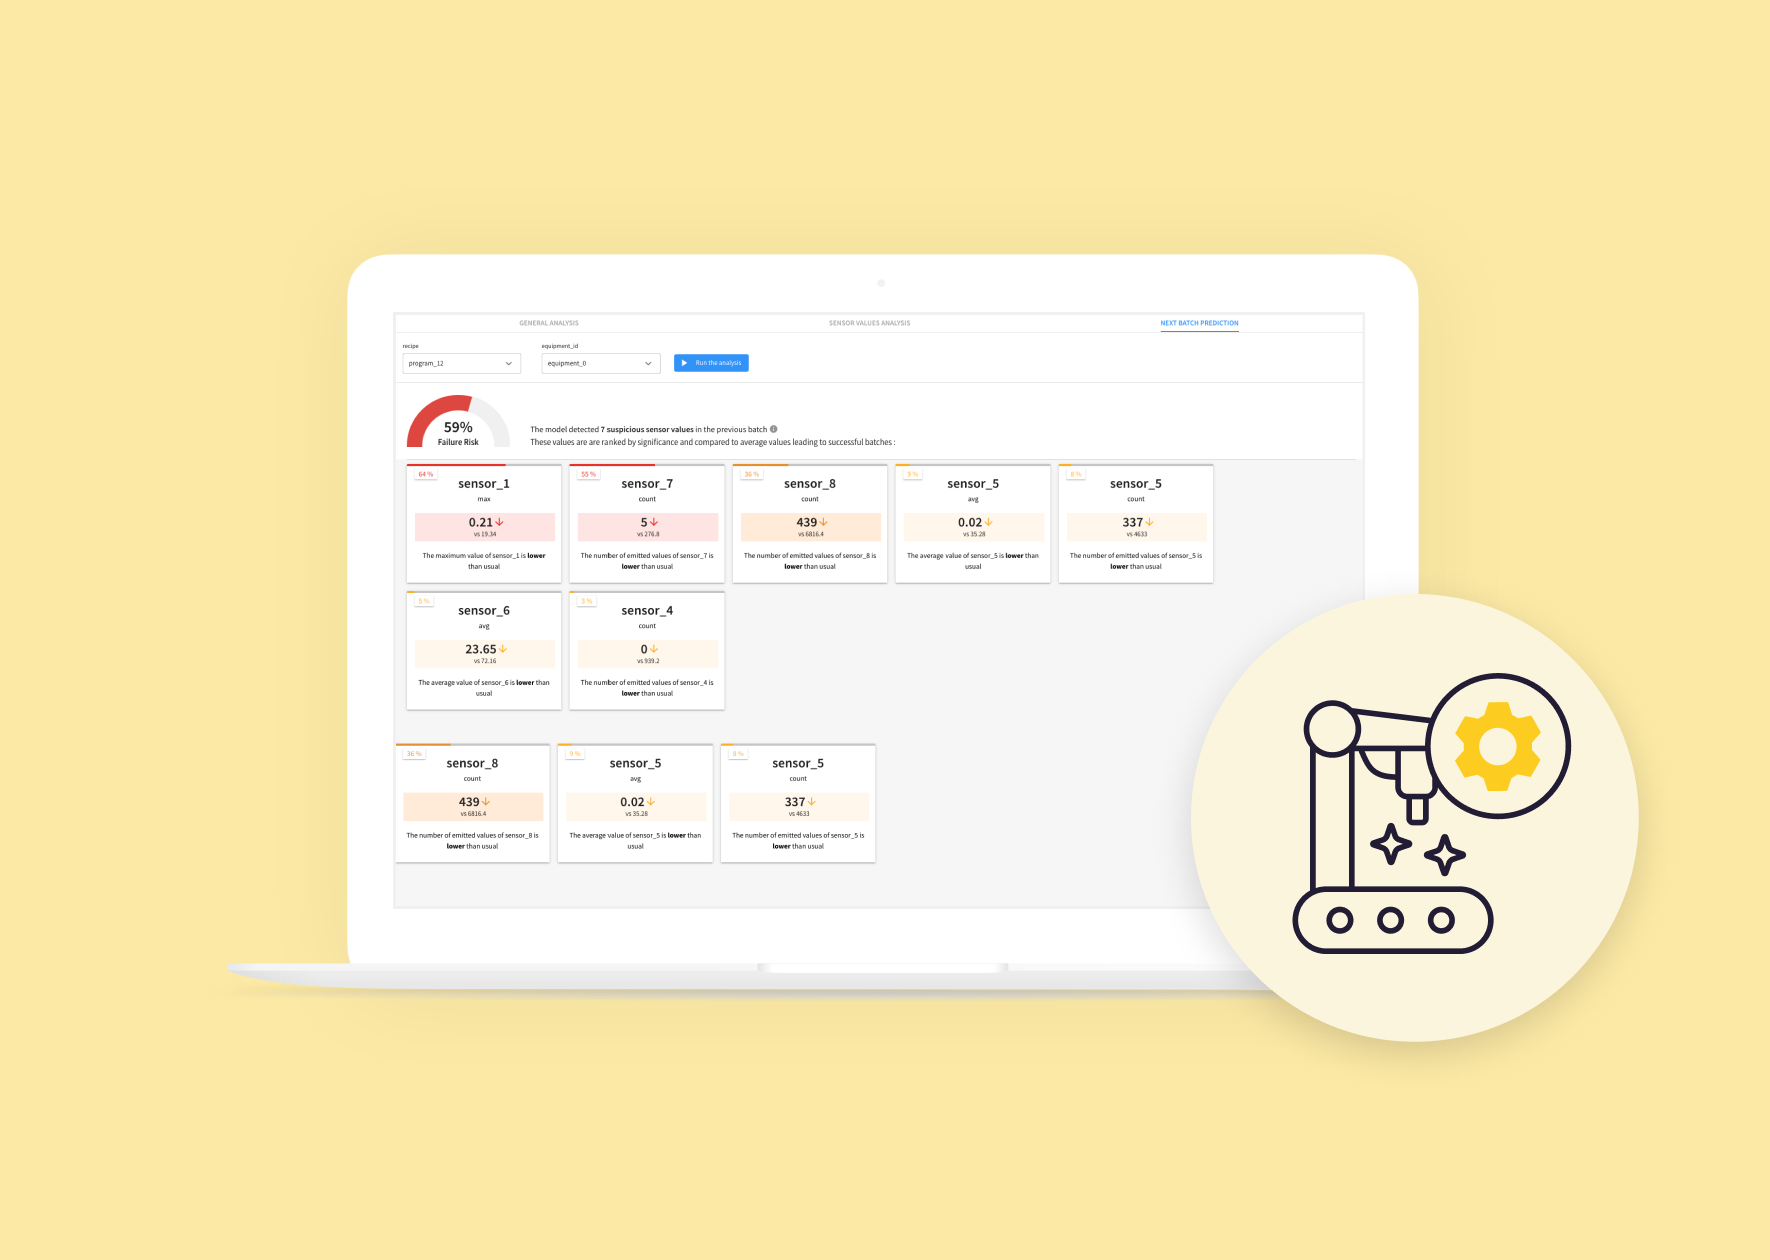 GENERAL ANALYSIS
SENSOR VALUES ANALYSIS
NEXT BATCH PREDICTION
recipe
equipment_id
program_12
equipment_0
Run the analysis
59%
Failure Risk
The model detected 7 suspicious sensor values in the previous batch
These values are are ranked by significance and compared to average values leading to successful batches :
64 %
sensor_1
max
0.21
vs 19.34
The maximum value of sensor_1 is lower
than usual
55 %
sensor_7
count
5
vs 276.8
The number of emitted values of sensor_7 is
lower than usual
36 %
sensor_8
count
439
vs 6816.4
The number of emitted values of sensor_8 is
lower than usual
9 %
sensor_5
avg
0.02
vs 35.28
The average value of sensor_5 is lower than
usual
8 %
sensor_5
count
337
vs 4633
The number of emitted values of sensor_5 is
lower than usual
5 %
sensor_6
avg
23.65
vs 72.16
The average value of sensor_6 is lower than
usual
3 %
sensor_4
count
0
vs 939.2
The number of emitted values of sensor_4 is
lower than usual
36 %
sensor_8
count
439
vs 6816.4
The number of emitted values of sensor_8 is
lower than usual
9 %
sensor_5
avg
0.02
vs 35.28
The average value of sensor_5 is lower than
usual
8 %
sensor_5
count
337
vs 4633
The number of emitted values of sensor_5 is
lower than usual